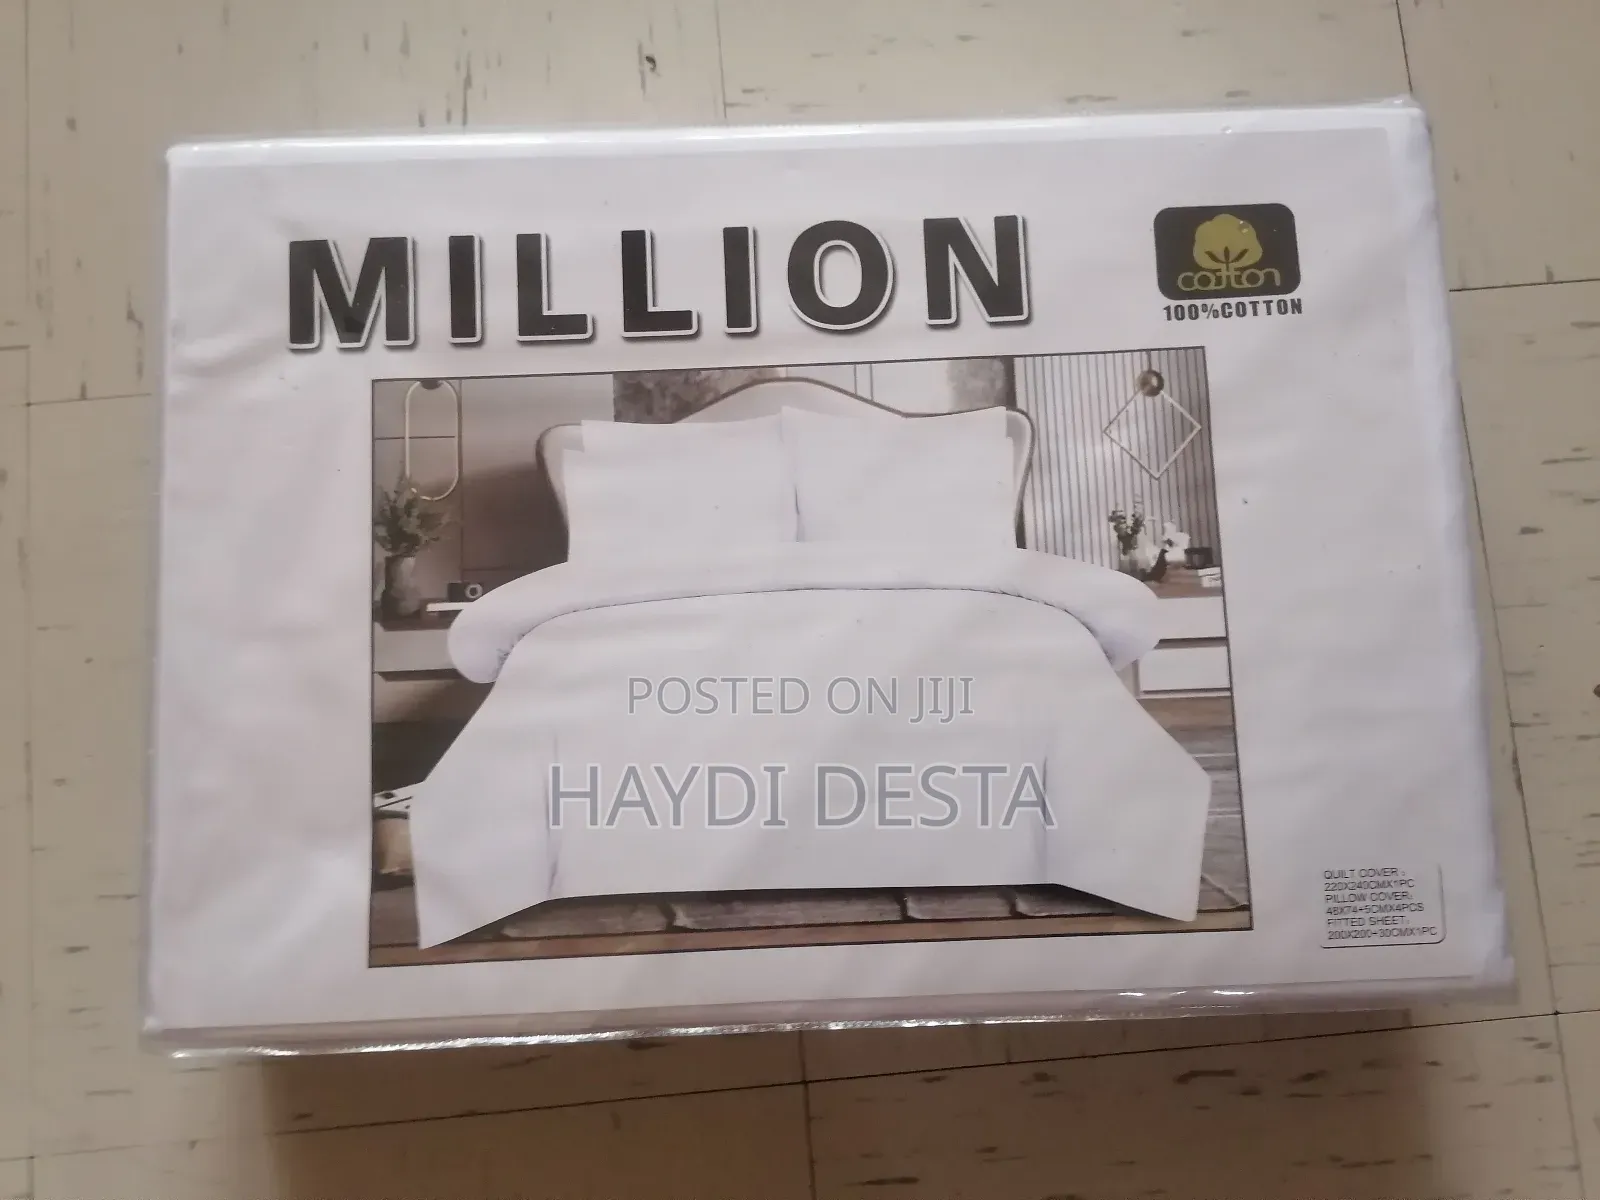 MILLION
cotton
100%COTTON
POSTED ON JIJI
HAYDI DESTA
QUILT COVER:
220X240CMX1PC
PILLOW COVER:
48X74+5CMX4PCS
FITTED SHEET:
200X200+30CMX1PC